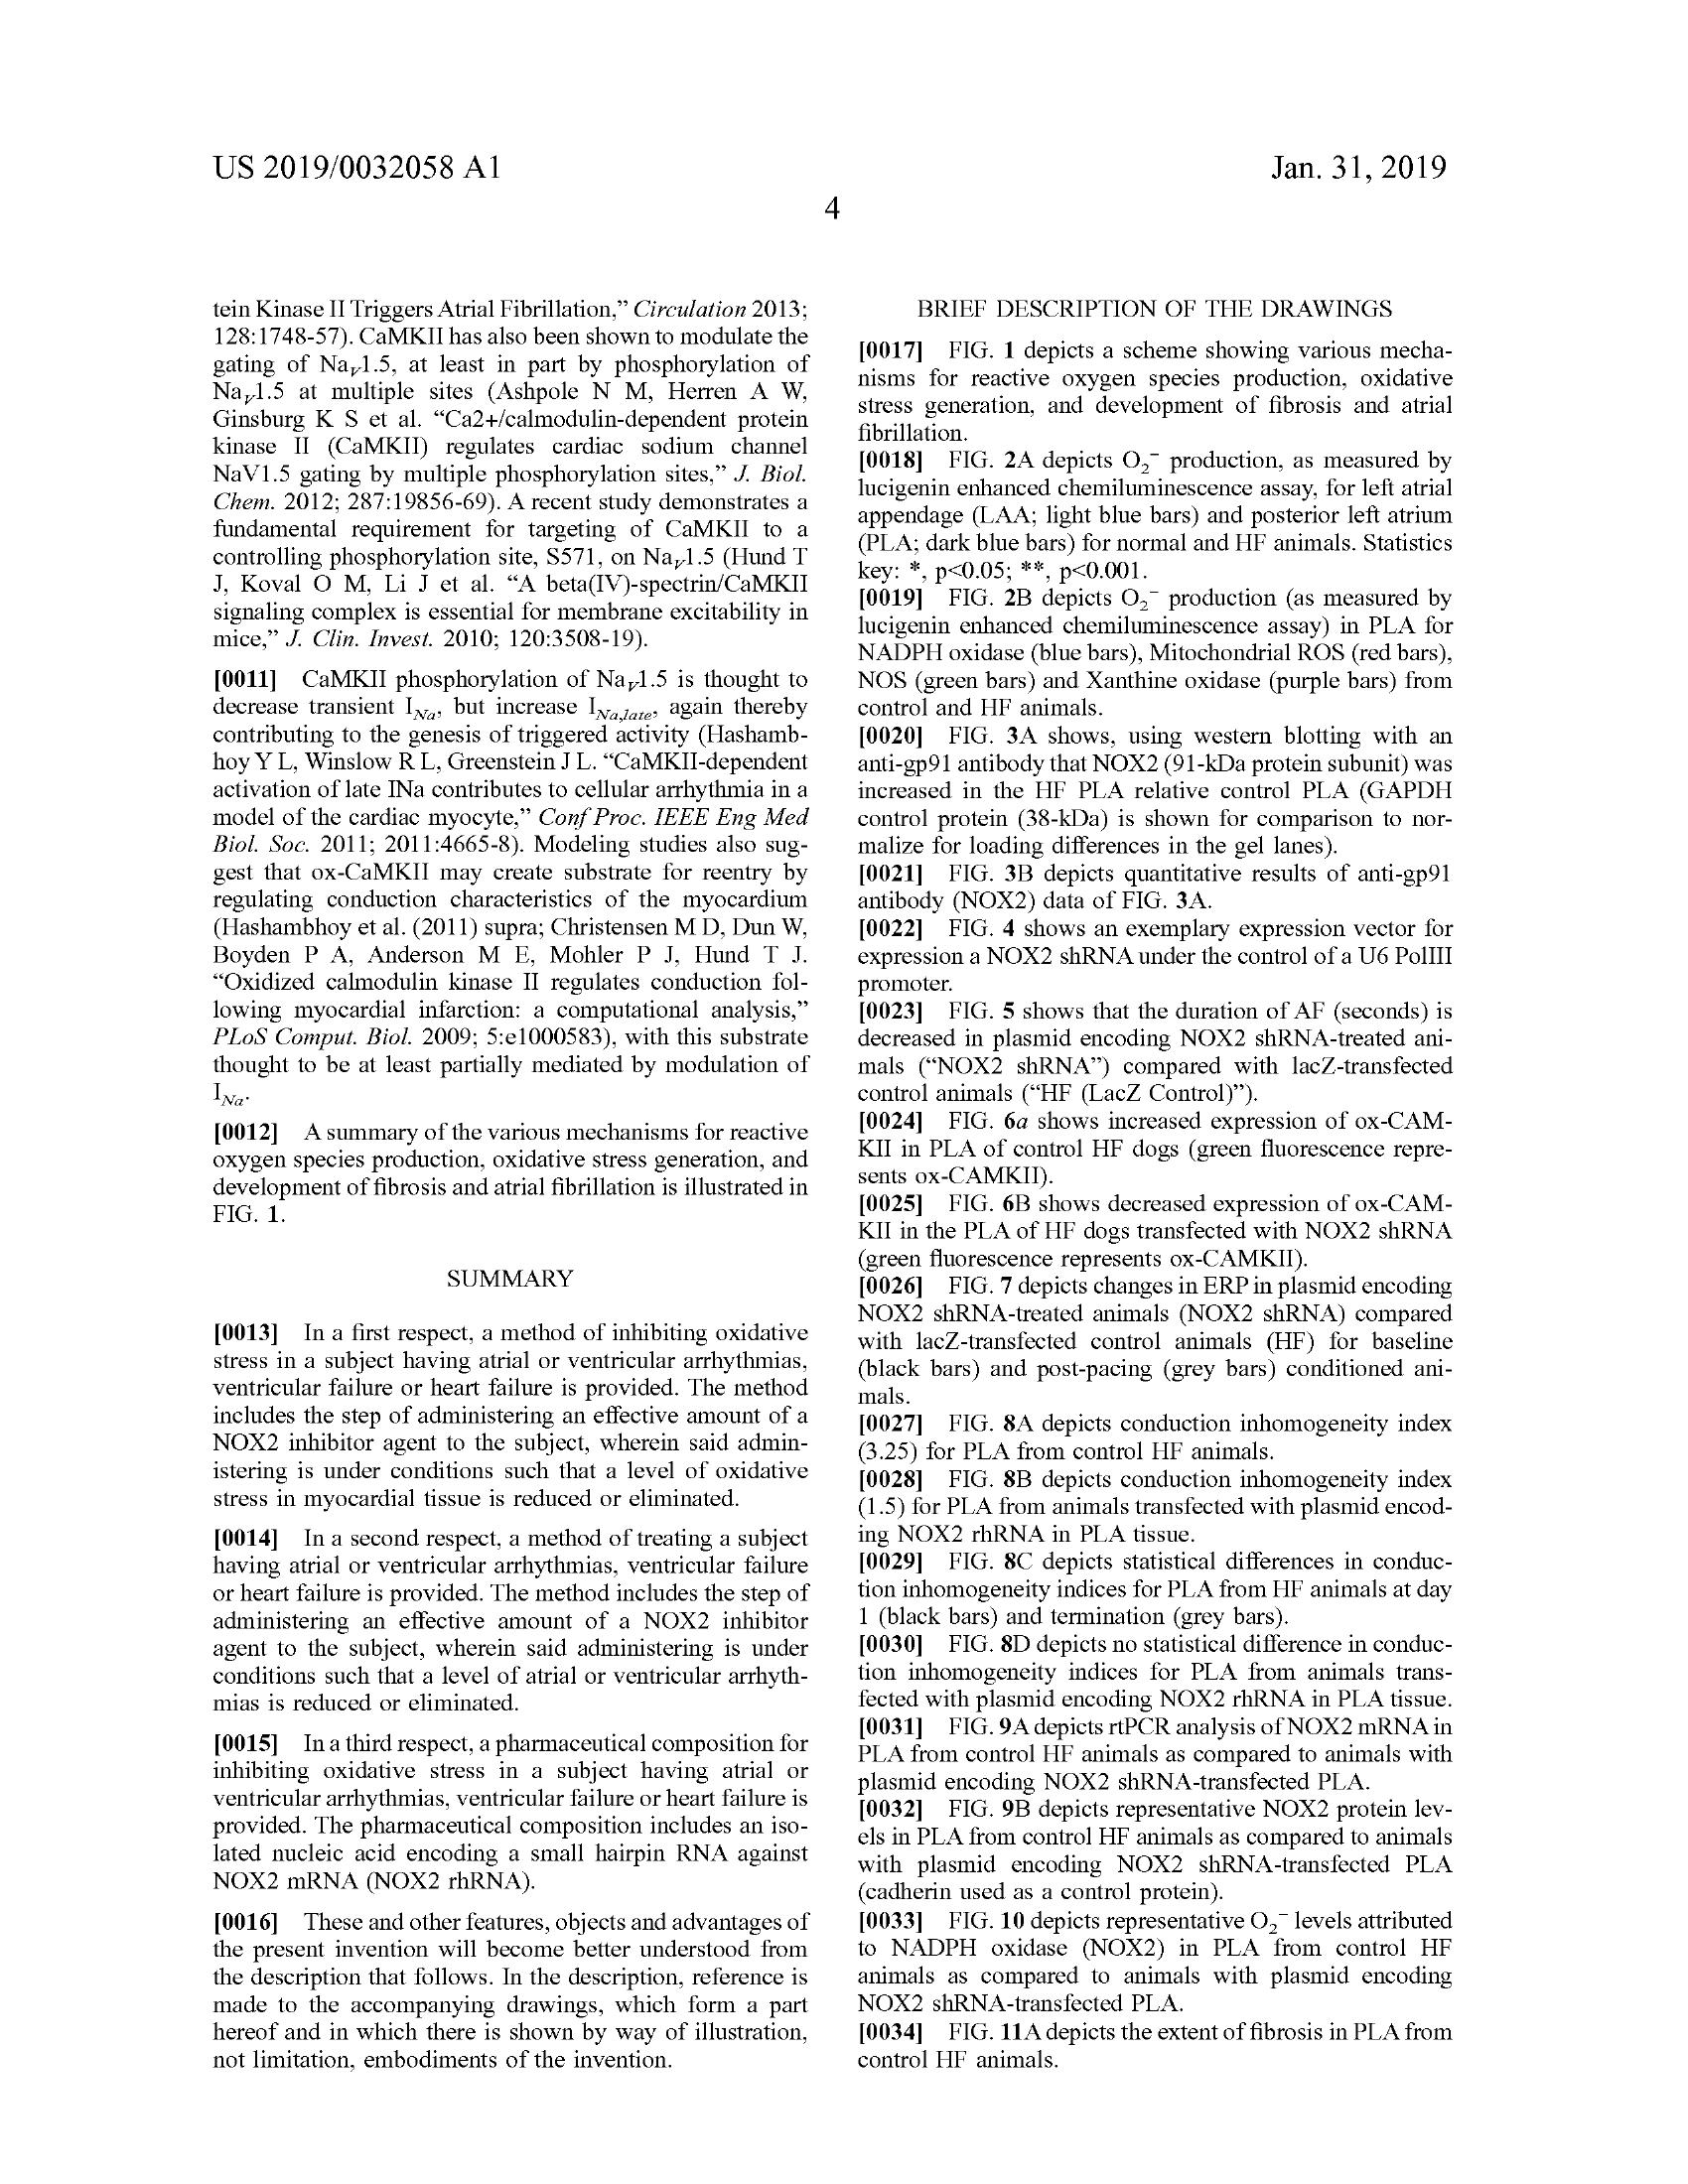 US 2019/0032058 A1
Jan. 31, 2019
4
tein Kinase II Triggers Atrial Fibrillation,” Circulation 2013;
128:1748-57). CaMKII has also been shown to modulate the
gating of NaV1.5, at least in part by phosphorylation of
NaV1.5 at multiple sites (Ashpole N M, Herren A W,
Ginsburg K S et al. “Ca2+/calmodulin-dependent protein
kinase II (CaMKII) regulates cardiac sodium channel
NaV1.5 gating by multiple phosphorylation sites,” J. Biol.
Chem. 2012; 287:19856-69). A recent study demonstrates a
fundamental requirement for targeting of CaMKII to a
controlling phosphorylation site, S571, on NaV1.5 (Hund T
J, Koval O M, Li J et al. “A beta(IV)-spectrin/CaMKII
signaling complex is essential for membrane excitability in
mice,” J. Clin. Invest. 2010; 120:3508-19).
[0011] CaMKII phosphorylation of NaV1.5 is thought to
decrease transient INa, but increase INa,late, again thereby
contributing to the genesis of triggered activity (Hashamb-
hoy Y L, Winslow R L, Greenstein J L. “CaMKII-dependent
activation of late INa contributes to cellular arrhythmia in a
model of the cardiac myocyte,” Conf Proc. IEEE Eng Med
Biol. Soc. 2011; 2011:4665-8). Modeling studies also sug-
gest that ox-CaMKII may create substrate for reentry by
regulating conduction characteristics of the myocardium
(Hashambhoy et al. (2011) supra; Christensen M D, Dun W,
Boyden P A, Anderson M E, Mohler P J, Hund T J.
“Oxidized calmodulin kinase II regulates conduction fol-
lowing myocardial infarction: a computational analysis,”
PLoS Comput. Biol. 2009; 5:e1000583), with this substrate
thought to be at least partially mediated by modulation of
INa.
[0012] A summary of the various mechanisms for reactive
oxygen species production, oxidative stress generation, and
development of fibrosis and atrial fibrillation is illustrated in
FIG. 1.
SUMMARY
[0013] In a first respect, a method of inhibiting oxidative
stress in a subject having atrial or ventricular arrhythmias,
ventricular failure or heart failure is provided. The method
includes the step of administering an effective amount of a
NOX2 inhibitor agent to the subject, wherein said admin-
istering is under conditions such that a level of oxidative
stress in myocardial tissue is reduced or eliminated.
[0014] In a second respect, a method of treating a subject
having atrial or ventricular arrhythmias, ventricular failure
or heart failure is provided. The method includes the step of
administering an effective amount of a NOX2 inhibitor
agent to the subject, wherein said administering is under
conditions such that a level of atrial or ventricular arrhyth-
mias is reduced or eliminated.
[0015] In a third respect, a pharmaceutical composition for
inhibiting oxidative stress in a subject having atrial or
ventricular arrhythmias, ventricular failure or heart failure is
provided. The pharmaceutical composition includes an iso-
lated nucleic acid encoding a small hairpin RNA against
NOX2 mRNA (NOX2 rhRNA).
[0016] These and other features, objects and advantages of
the present invention will become better understood from
the description that follows. In the description, reference is
made to the accompanying drawings, which form a part
hereof and in which there is shown by way of illustration,
not limitation, embodiments of the invention.
BRIEF DESCRIPTION OF THE DRAWINGS
[0017] FIG. 1 depicts a scheme showing various mecha-
nisms for reactive oxygen species production, oxidative
stress generation, and development of fibrosis and atrial
fibrillation.
[0018] FIG. 2A depicts O2− production, as measured by
lucigenin enhanced chemiluminescence assay, for left atrial
appendage (LAA; light blue bars) and posterior left atrium
(PLA; dark blue bars) for normal and HF animals. Statistics
key: *, p<0.05; **, p<0.001.
[0019] FIG. 2B depicts O2− production (as measured by
lucigenin enhanced chemiluminescence assay) in PLA for
NADPH oxidase (blue bars), Mitochondrial ROS (red bars),
NOS (green bars) and Xanthine oxidase (purple bars) from
control and HF animals.
[0020] FIG. 3A shows, using western blotting with an
anti-gp91 antibody that NOX2 (91-kDa protein subunit) was
increased in the HF PLA relative control PLA (GAPDH
control protein (38-kDa) is shown for comparison to nor-
malize for loading differences in the gel lanes).
[0021] FIG. 3B depicts quantitative results of anti-gp91
antibody (NOX2) data of FIG. 3A.
[0022] FIG. 4 shows an exemplary expression vector for
expression a NOX2 shRNA under the control of a U6 PolIII
promoter.
[0023] FIG. 5 shows that the duration of AF (seconds) is
decreased in plasmid encoding NOX2 shRNA-treated ani-
mals (“NOX2 shRNA”) compared with lacZ-transfected
control animals (“HF (LacZ Control)”).
[0024] FIG. 6a shows increased expression of ox-CAM-
KII in PLA of control HF dogs (green fluorescence repre-
sents ox-CAMKII).
[0025] FIG. 6B shows decreased expression of ox-CAM-
KII in the PLA of HF dogs transfected with NOX2 shRNA
(green fluorescence represents ox-CAMKII).
[0026] FIG. 7 depicts changes in ERP in plasmid encoding
NOX2 shRNA-treated animals (NOX2 shRNA) compared
with lacZ-transfected control animals (HF) for baseline
(black bars) and post-pacing (grey bars) conditioned ani-
mals.
[0027] FIG. 8A depicts conduction inhomogeneity index
(3.25) for PLA from control HF animals.
[0028] FIG. 8B depicts conduction inhomogeneity index
(1.5) for PLA from animals transfected with plasmid encod-
ing NOX2 rhRNA in PLA tissue.
[0029] FIG. 8C depicts statistical differences in conduc-
tion inhomogeneity indices for PLA from HF animals at day
1 (black bars) and termination (grey bars).
[0030] FIG. 8D depicts no statistical difference in conduc-
tion inhomogeneity indices for PLA from animals trans-
fected with plasmid encoding NOX2 rhRNA in PLA tissue.
[0031] FIG. 9A depicts rtPCR analysis of NOX2 mRNA in
PLA from control HF animals as compared to animals with
plasmid encoding NOX2 shRNA-transfected PLA.
[0032] FIG. 9B depicts representative NOX2 protein lev-
els in PLA from control HF animals as compared to animals
with plasmid encoding NOX2 shRNA-transfected PLA
(cadherin used as a control protein).
[0033] FIG. 10 depicts representative O2− levels attributed
to NADPH oxidase (NOX2) in PLA from control HF
animals as compared to animals with plasmid encoding
NOX2 shRNA-transfected PLA.
[0034] FIG. 11A depicts the extent of fibrosis in PLA from
control HF animals.